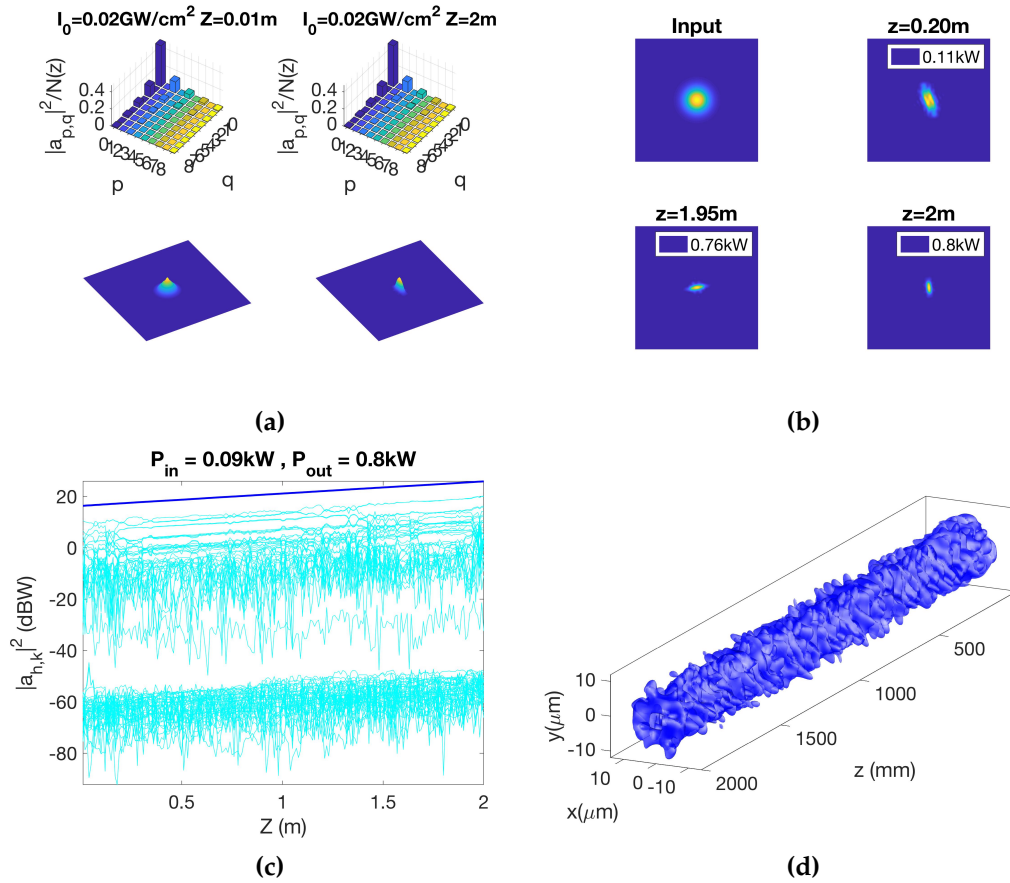 I0=0.02GW/cm2 Z=0.01m
I0=0.02GW/cm2 Z=2m
|ap,q|2/N(z)
0.4
0.2
0
012345678
p
876543210
q
|ap,q|2/N(z)
0.4
0.2
0
012345678
p
876543210
q
(a)
Input
z=0.20m
0.11kW
z=1.95m
0.76kW
z=2m
0.8kW
(b)
Pin = 0.09kW , Pout = 0.8kW
|ah,k|2 (dBW)
20
0
-20
-40
-60
-80
0.5
1
1.5
2
Z (m)
(c)
y(μm)
10
0
-10
10
0
-10
x(μm)
2000
1500
1000
500
z (mm)
(d)